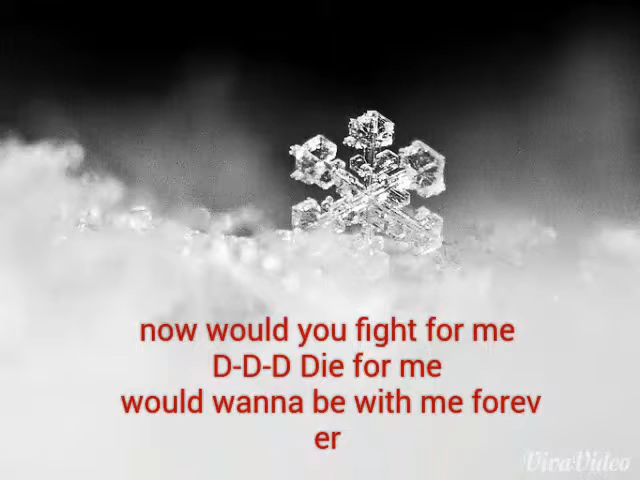 now would you fight for me
D-D-D Die for me
would wanna be with me forev
er
VivaVideo